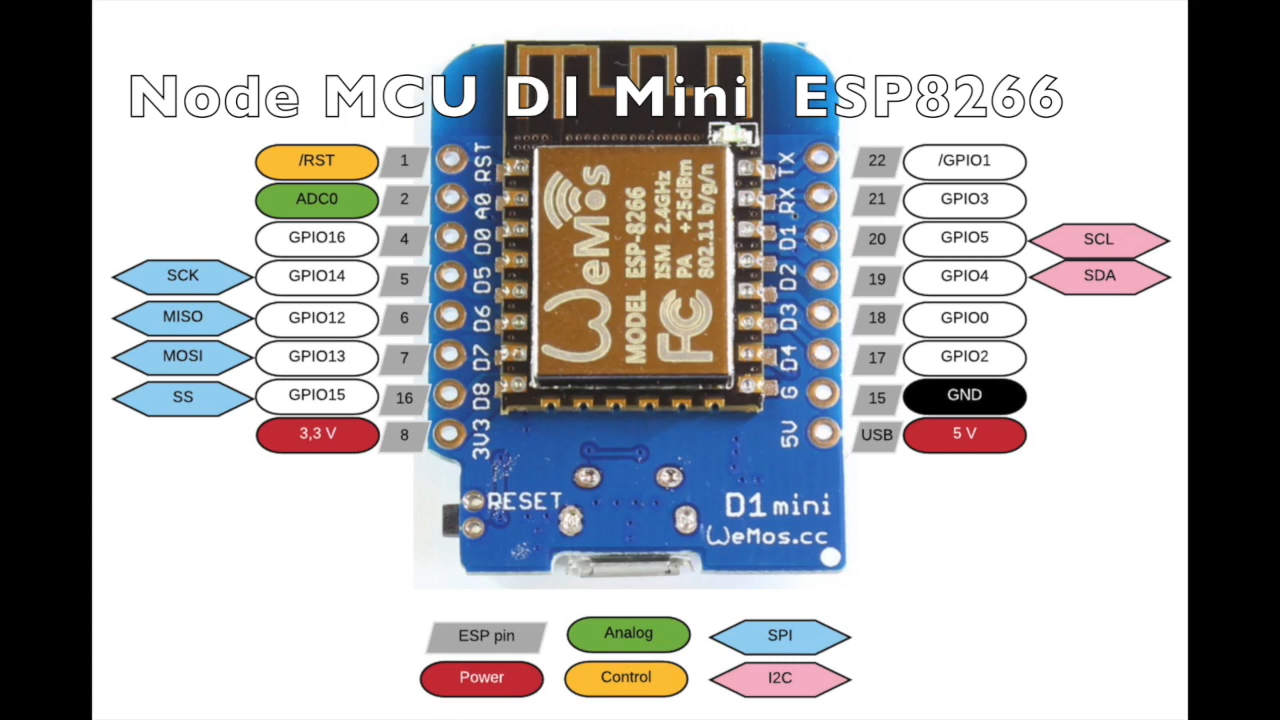 Node MCU D1 Mini ESP8266
/RST 1 RST TX 22 /GPIO1
ADC0 2 A0 RX 21 GPIO3
GPIO16 4 D0 D1 20 GPIO5 SCL
SCK GPIO14 5 D5 D2 19 GPIO4 SDA
MISO GPIO12 6 D6 D3 18 GPIO0
MOSI GPIO13 7 D7 D4 17 GPIO2
SS GPIO15 16 D8 G 15 GND
3,3 V 8 3V3 5V USB 5 V
WeMos
MODEL ESP-8266
ISM 2.4GHz
PA +25dBm
802.11 b/g/n
FC
RESET
D1 mini
WeMos.cc
ESP pin Analog SPI
Power Control I2C